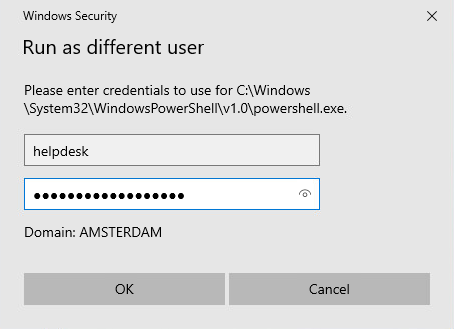 Windows Security
Run as different user
Please enter credentials to use for C:\Windows
\System32\WindowsPowerShell\v1.0\powershell.exe.
helpdesk
●●●●●●●●●●●●●●●●●●
Domain: AMSTERDAM
OK
Cancel